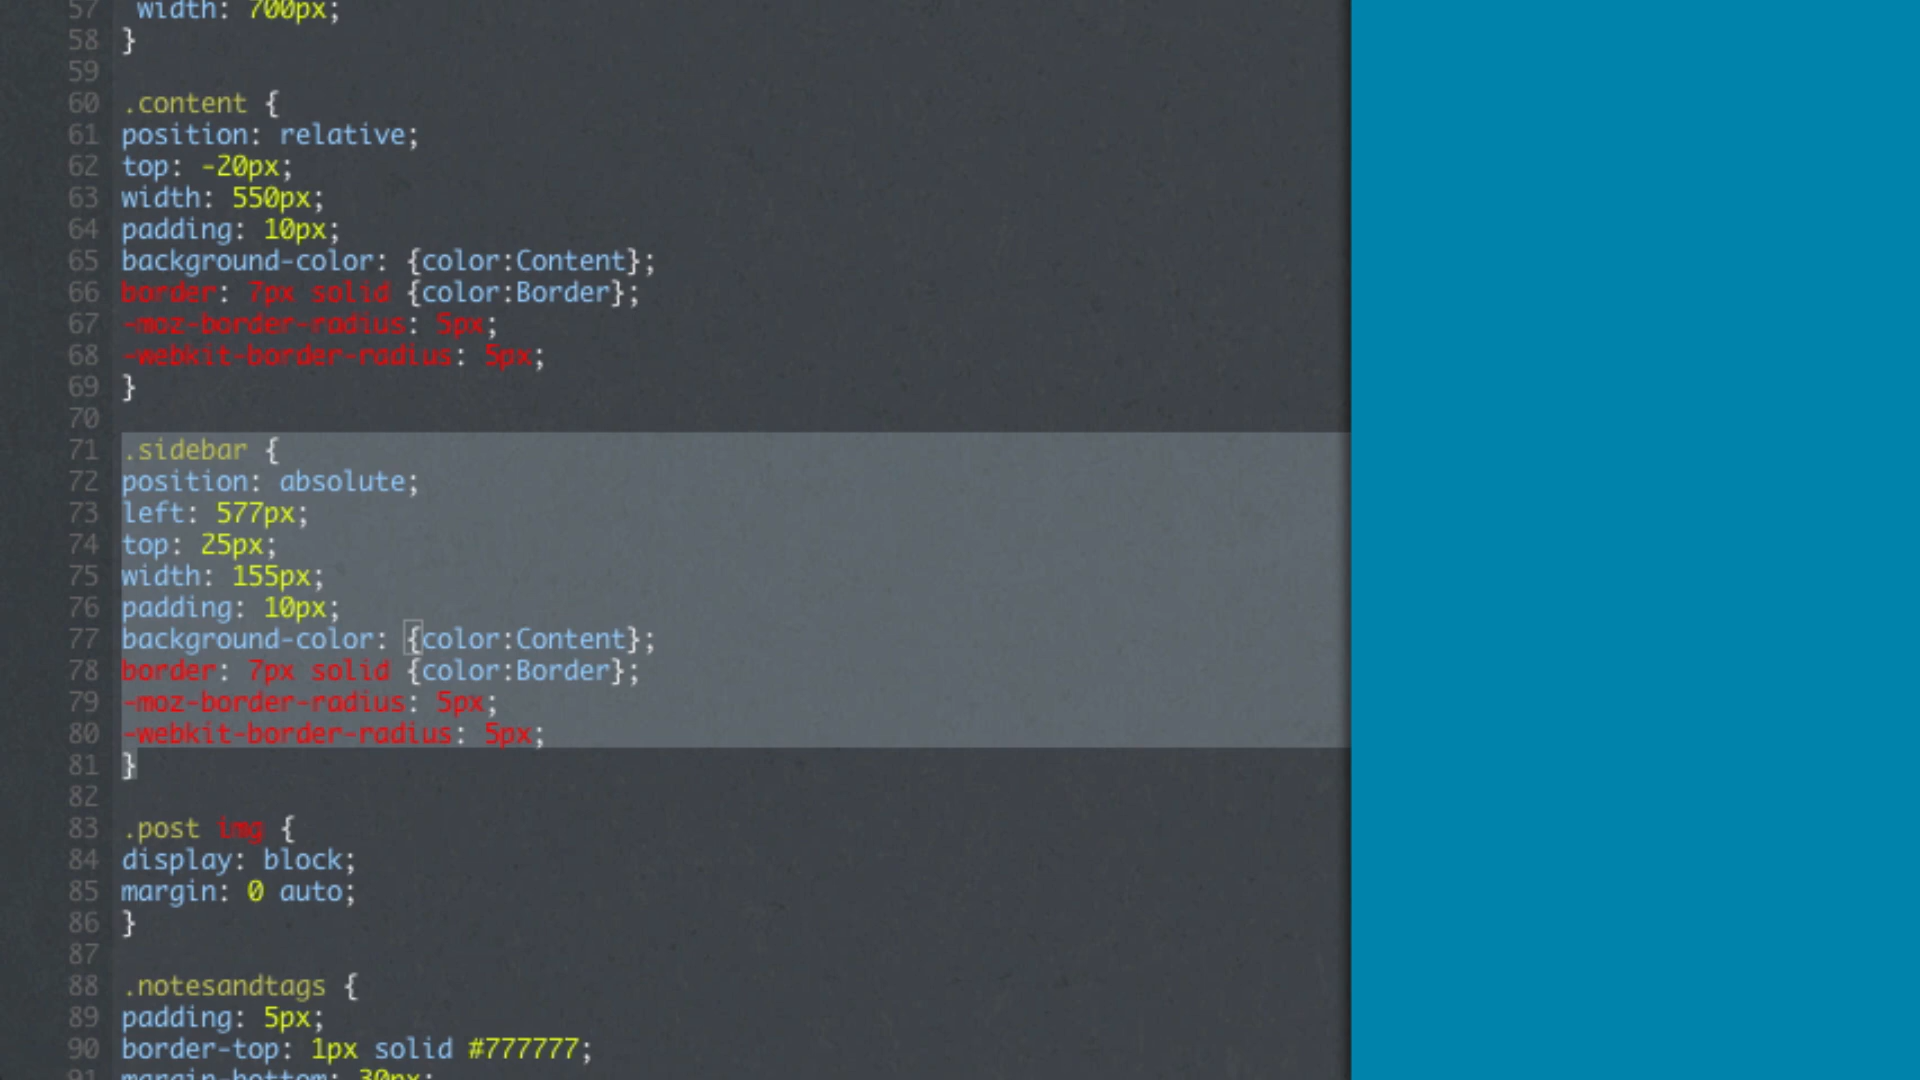 57 width: 700px;
58 }
59
60 .content {
61 position: relative;
62 top: -20px;
63 width: 550px;
64 padding: 10px;
65 background-color: {color:Content};
66 border: 7px solid {color:Border};
67 -moz-border-radius: 5px;
68 -webkit-border-radius: 5px;
69 }
70
71 .sidebar {
72 position: absolute;
73 left: 577px;
74 top: 25px;
75 width: 155px;
76 padding: 10px;
77 background-color: {color:Content};
78 border: 7px solid {color:Border};
79 -moz-border-radius: 5px;
80 -webkit-border-radius: 5px;
81 }
82
83 .post img {
84 display: block;
85 margin: 0 auto;
86 }
87
88 .notesandtags {
89 padding: 5px;
90 border-top: 1px solid #777777;
91 margin-bottom: 30px;